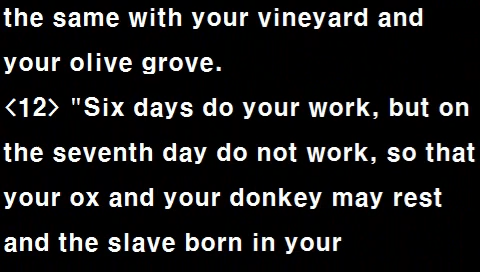 the same with your vineyard and
your olive grove.
<12> "Six days do your work, but on
the seventh day do not work, so that
your ox and your donkey may rest
and the slave born in your